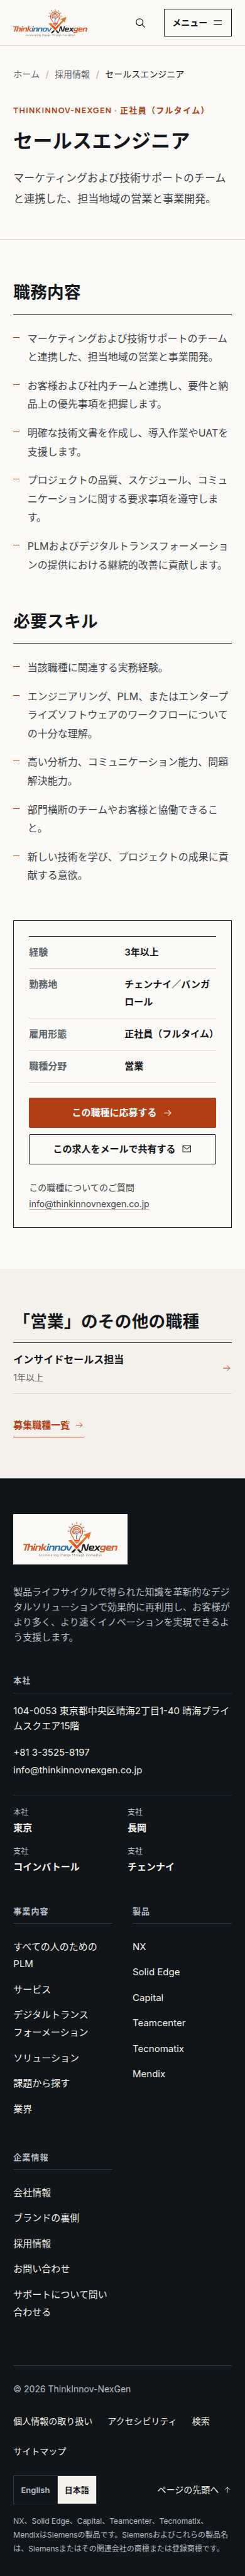 ThinkinnovXNexgen
メニュー
ホーム / 採用情報 / セールスエンジニア
THINKINNOV-NEXGEN · 正社員（フルタイム）
セールスエンジニア
マーケティングおよび技術サポートのチーム
と連携した、担当地域の営業と事業開発。
職務内容
マーケティングおよび技術サポートのチーム
と連携した、担当地域の営業と事業開発。
お客様および社内チームと連携し、要件と納
品上の優先事項を把握します。
明確な技術文書を作成し、導入作業やUATを
支援します。
プロジェクトの品質、スケジュール、コミュ
ニケーションに関する要求事項を遵守しま
す。
PLMおよびデジタルトランスフォーメーショ
ンの提供における継続的改善に貢献します。
必要スキル
当該職種に関連する実務経験。
エンジニアリング、PLM、またはエンタープ
ライズソフトウェアのワークフローについて
の十分な理解。
高い分析力、コミュニケーション能力、問題
解決能力。
部門横断のチームやお客様と協働できるこ
と。
新しい技術を学び、プロジェクトの成果に貢
献する意欲。
経験 3年以上
勤務地 チェンナイ／バンガ
ロール
雇用形態 正社員（フルタイム）
職種分野 営業
この職種に応募する →
この求人をメールで共有する
この職種についてのご質問
info@thinkinnovnexgen.co.jp
「営業」のその他の職種
インサイドセールス担当 →
1年以上
募集職種一覧 →
ThinkinnovXNexgen
製品ライフサイクルで得られた知識を革新的なデジ
タルソリューションで効果的に再利用し、お客様が
より多く、より速くイノベーションを実現できるよ
う支援します。
本社
104-0053 東京都中央区晴海2丁目1-40 晴海プライ
ムスクエア15階
+81 3-3525-8197
info@thinkinnovnexgen.co.jp
本社 支社
東京 長岡
支社 支社
コインバトール チェンナイ
事業内容
すべての人のための
PLM
サービス
デジタルトランス
フォーメーション
ソリューション
課題から探す
業界
製品
NX
Solid Edge
Capital
Teamcenter
Tecnomatix
Mendix
企業情報
会社情報
ブランドの裏側
採用情報
お問い合わせ
サポートについて問い
合わせる
© 2026 ThinkInnov-NexGen
個人情報の取り扱い アクセシビリティ 検索
サイトマップ
English 日本語 ページの先頭へ ↑
NX、Solid Edge、Capital、Teamcenter、Tecnomatix、
MendixはSiemensの製品です。Siemensおよびこれらの製品名
は、Siemensまたはその関連会社の商標または登録商標です。